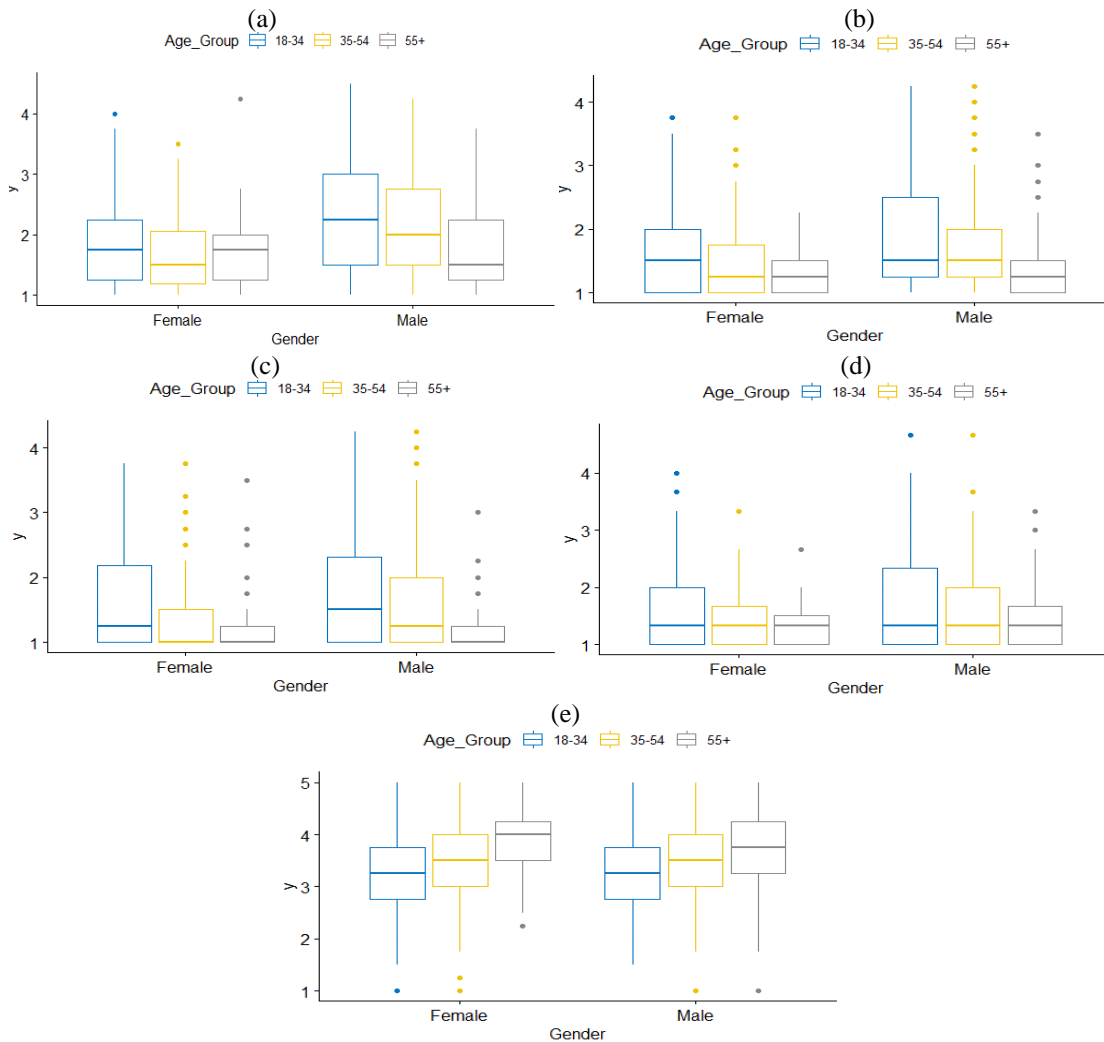 (a)
Age_Group 18-34 35-54 55+
y
4
3
2
1
Female Male
Gender
(b)
Age_Group 18-34 35-54 55+
y
4
3
2
1
Female Male
Gender
(c)
Age_Group 18-34 35-54 55+
y
4
3
2
1
Female Male
Gender
(d)
Age_Group 18-34 35-54 55+
y
4
3
2
1
Female Male
Gender
(e)
Age_Group 18-34 35-54 55+
y
5
4
3
2
1
Female Male
Gender